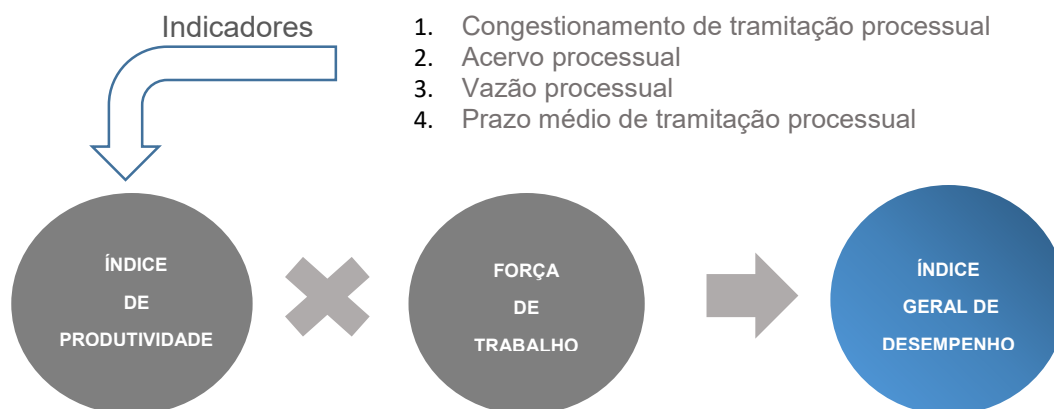 Indicadores
1. Congestionamento de tramitação processual
2. Acervo processual
3. Vazão processual
4. Prazo médio de tramitação processual
ÍNDICE
DE
PRODUTIVIDADE
FORÇA
DE
TRABALHO
ÍNDICE
GERAL DE
DESEMPENHO